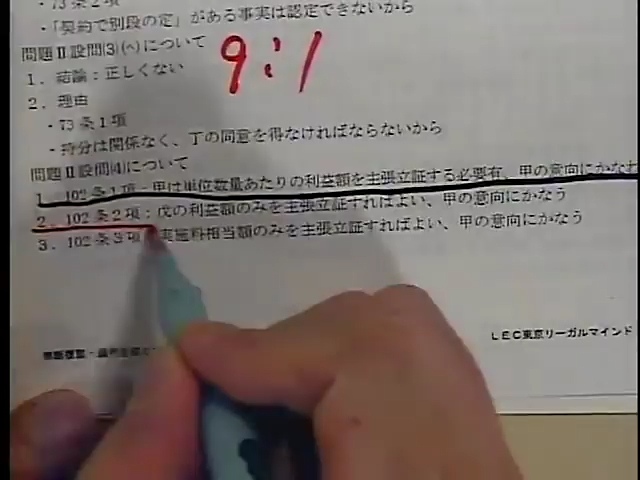 ・73条2項
・「契約で別段の定」がある事実は認定できないから
問題Ⅱ設問(3)(ヘ)について
9:1
1．結論：正しくない
2．理由
・73条1項
・持分は関係なく、丁の同意を得なければならないから
問題Ⅱ設問(4)について
1．102条1項：甲は単位数量あたりの利益額を主張立証する必要有、甲の意向にかなわ
2．102条2項：戊の利益額のみを主張立証すればよい、甲の意向にかなう
3．102条3項：実施料相当額のみを主張立証すればよい、甲の意向にかなう
LEC東京リーガルマインド